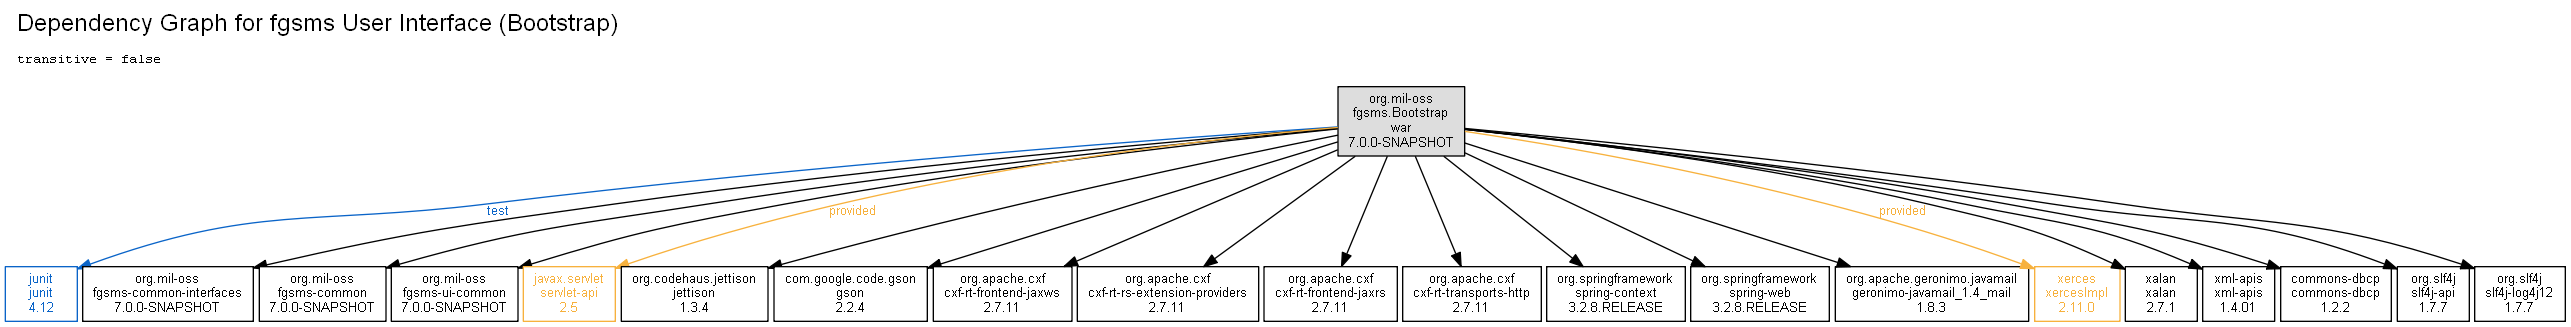 Dependency Graph for fgsms User Interface (Bootstrap)
transitive = false
org.mil-oss
fgsms.Bootstrap
war
7.0.0-SNAPSHOT
test
provided
provided
junit
junit
4.12
org.mil-oss
fgsms-common-interfaces
7.0.0-SNAPSHOT
org.mil-oss
fgsms-common
7.0.0-SNAPSHOT
org.mil-oss
fgsms-ui-common
7.0.0-SNAPSHOT
javax.servlet
servlet-api
2.5
org.codehaus.jettison
jettison
1.3.4
com.google.code.gson
gson
2.2.4
org.apache.cxf
cxf-rt-frontend-jaxws
2.7.11
org.apache.cxf
cxf-rt-rs-extension-providers
2.7.11
org.apache.cxf
cxf-rt-frontend-jaxrs
2.7.11
org.apache.cxf
cxf-rt-transports-http
2.7.11
org.springframework
spring-context
3.2.8.RELEASE
org.springframework
spring-web
3.2.8.RELEASE
org.apache.geronimo.javamail
geronimo-javamail_1.4_mail
1.8.3
xerces
xercesImpl
2.11.0
xalan
xalan
2.7.1
xml-apis
xml-apis
1.4.01
commons-dbcp
commons-dbcp
1.2.2
org.slf4j
slf4j-api
1.7.7
org.slf4j
slf4j-log4j12
1.7.7